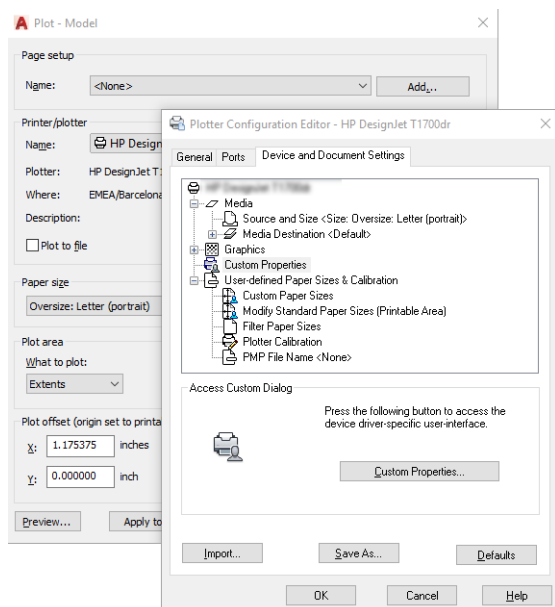 Plot - Model
Page setup
Name: <None> Add...
Printer/plotter
Name: HP Design
Plotter: HP DesignJet T1
Where: EMEA/Barcelona
Description:
Plot to file
Paper size
Oversize: Letter (portrait)
Plot area
What to plot:
Extents
Plot offset (origin set to printa
X: 1.175375 inches
Y: 0.000000 inch
Preview... Apply to
Plotter Configuration Editor - HP DesignJet T1700dr
General Ports Device and Document Settings
Media
Source and Size <Size: Oversize: Letter (portrait)>
Media Destination <Default>
Graphics
Custom Properties
User-defined Paper Sizes & Calibration
Custom Paper Sizes
Modify Standard Paper Sizes (Printable Area)
Filter Paper Sizes
Plotter Calibration
PMP File Name <None>
Access Custom Dialog
Press the following button to access the
device driver-specific user-interface.
Custom Properties...
Import... Save As... Defaults
OK Cancel Help